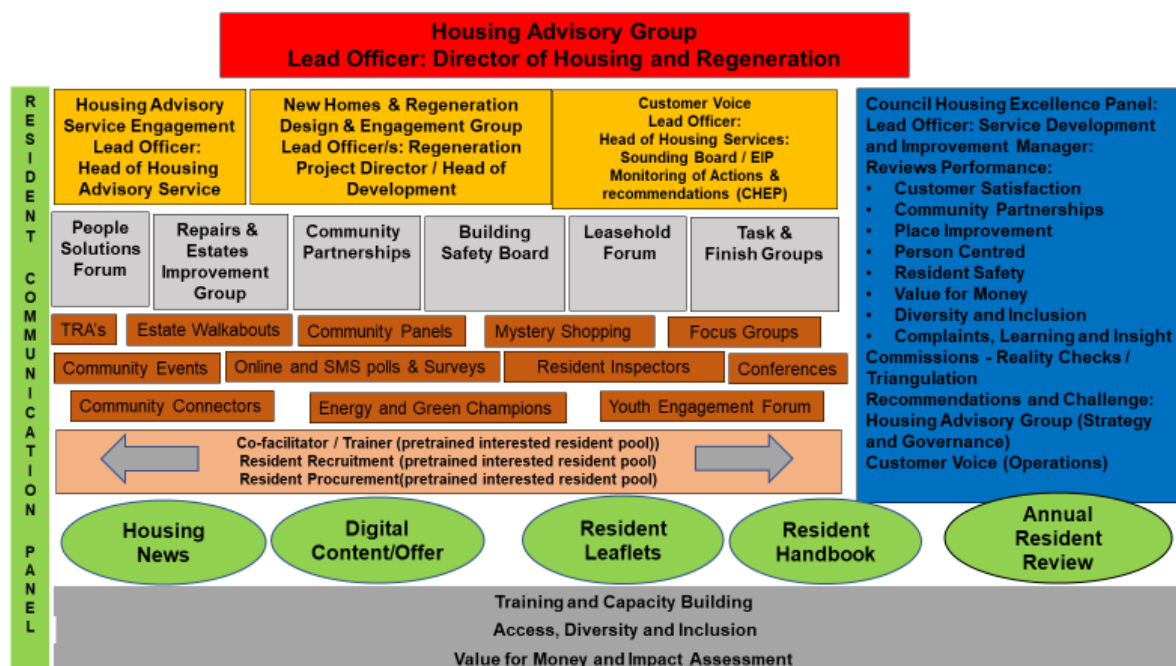 Housing Advisory Group
Lead Officer: Director of Housing and Regeneration
RESIDENT COMMUNICATION PANEL
Housing Advisory
Service Engagement
Lead Officer:
Head of Housing
Advisory Service
New Homes & Regeneration
Design & Engagement Group
Lead Officer/s: Regeneration
Project Director / Head of
Development
Customer Voice
Lead Officer:
Head of Housing Services:
Sounding Board / EIP
Monitoring of Actions &
recommendations (CHEP)
Council Housing Excellence Panel:
Lead Officer: Service Development
and Improvement Manager:
Reviews Performance:
• Customer Satisfaction
• Community Partnerships
• Place Improvement
• Person Centred
• Resident Safety
• Value for Money
• Diversity and Inclusion
• Complaints, Learning and Insight
Commissions - Reality Checks /
Triangulation
Recommendations and Challenge:
Housing Advisory Group (Strategy
and Governance)
Customer Voice (Operations)
People
Solutions
Forum
Repairs &
Estates
Improvement
Group
Community
Partnerships
Building
Safety Board
Leasehold
Forum
Task &
Finish Groups
TRA's
Estate Walkabouts
Community Panels
Mystery Shopping
Focus Groups
Community Events
Online and SMS polls & Surveys
Resident Inspectors
Conferences
Community Connectors
Energy and Green Champions
Youth Engagement Forum
Co-facilitator / Trainer (pretrained interested resident pool))
Resident Recruitment (pretrained interested resident pool)
Resident Procurement(pretrained interested resident pool)
Housing
News
Digital
Content/Offer
Resident
Leaflets
Resident
Handbook
Annual
Resident
Review
Training and Capacity Building
Access, Diversity and Inclusion
Value for Money and Impact Assessment